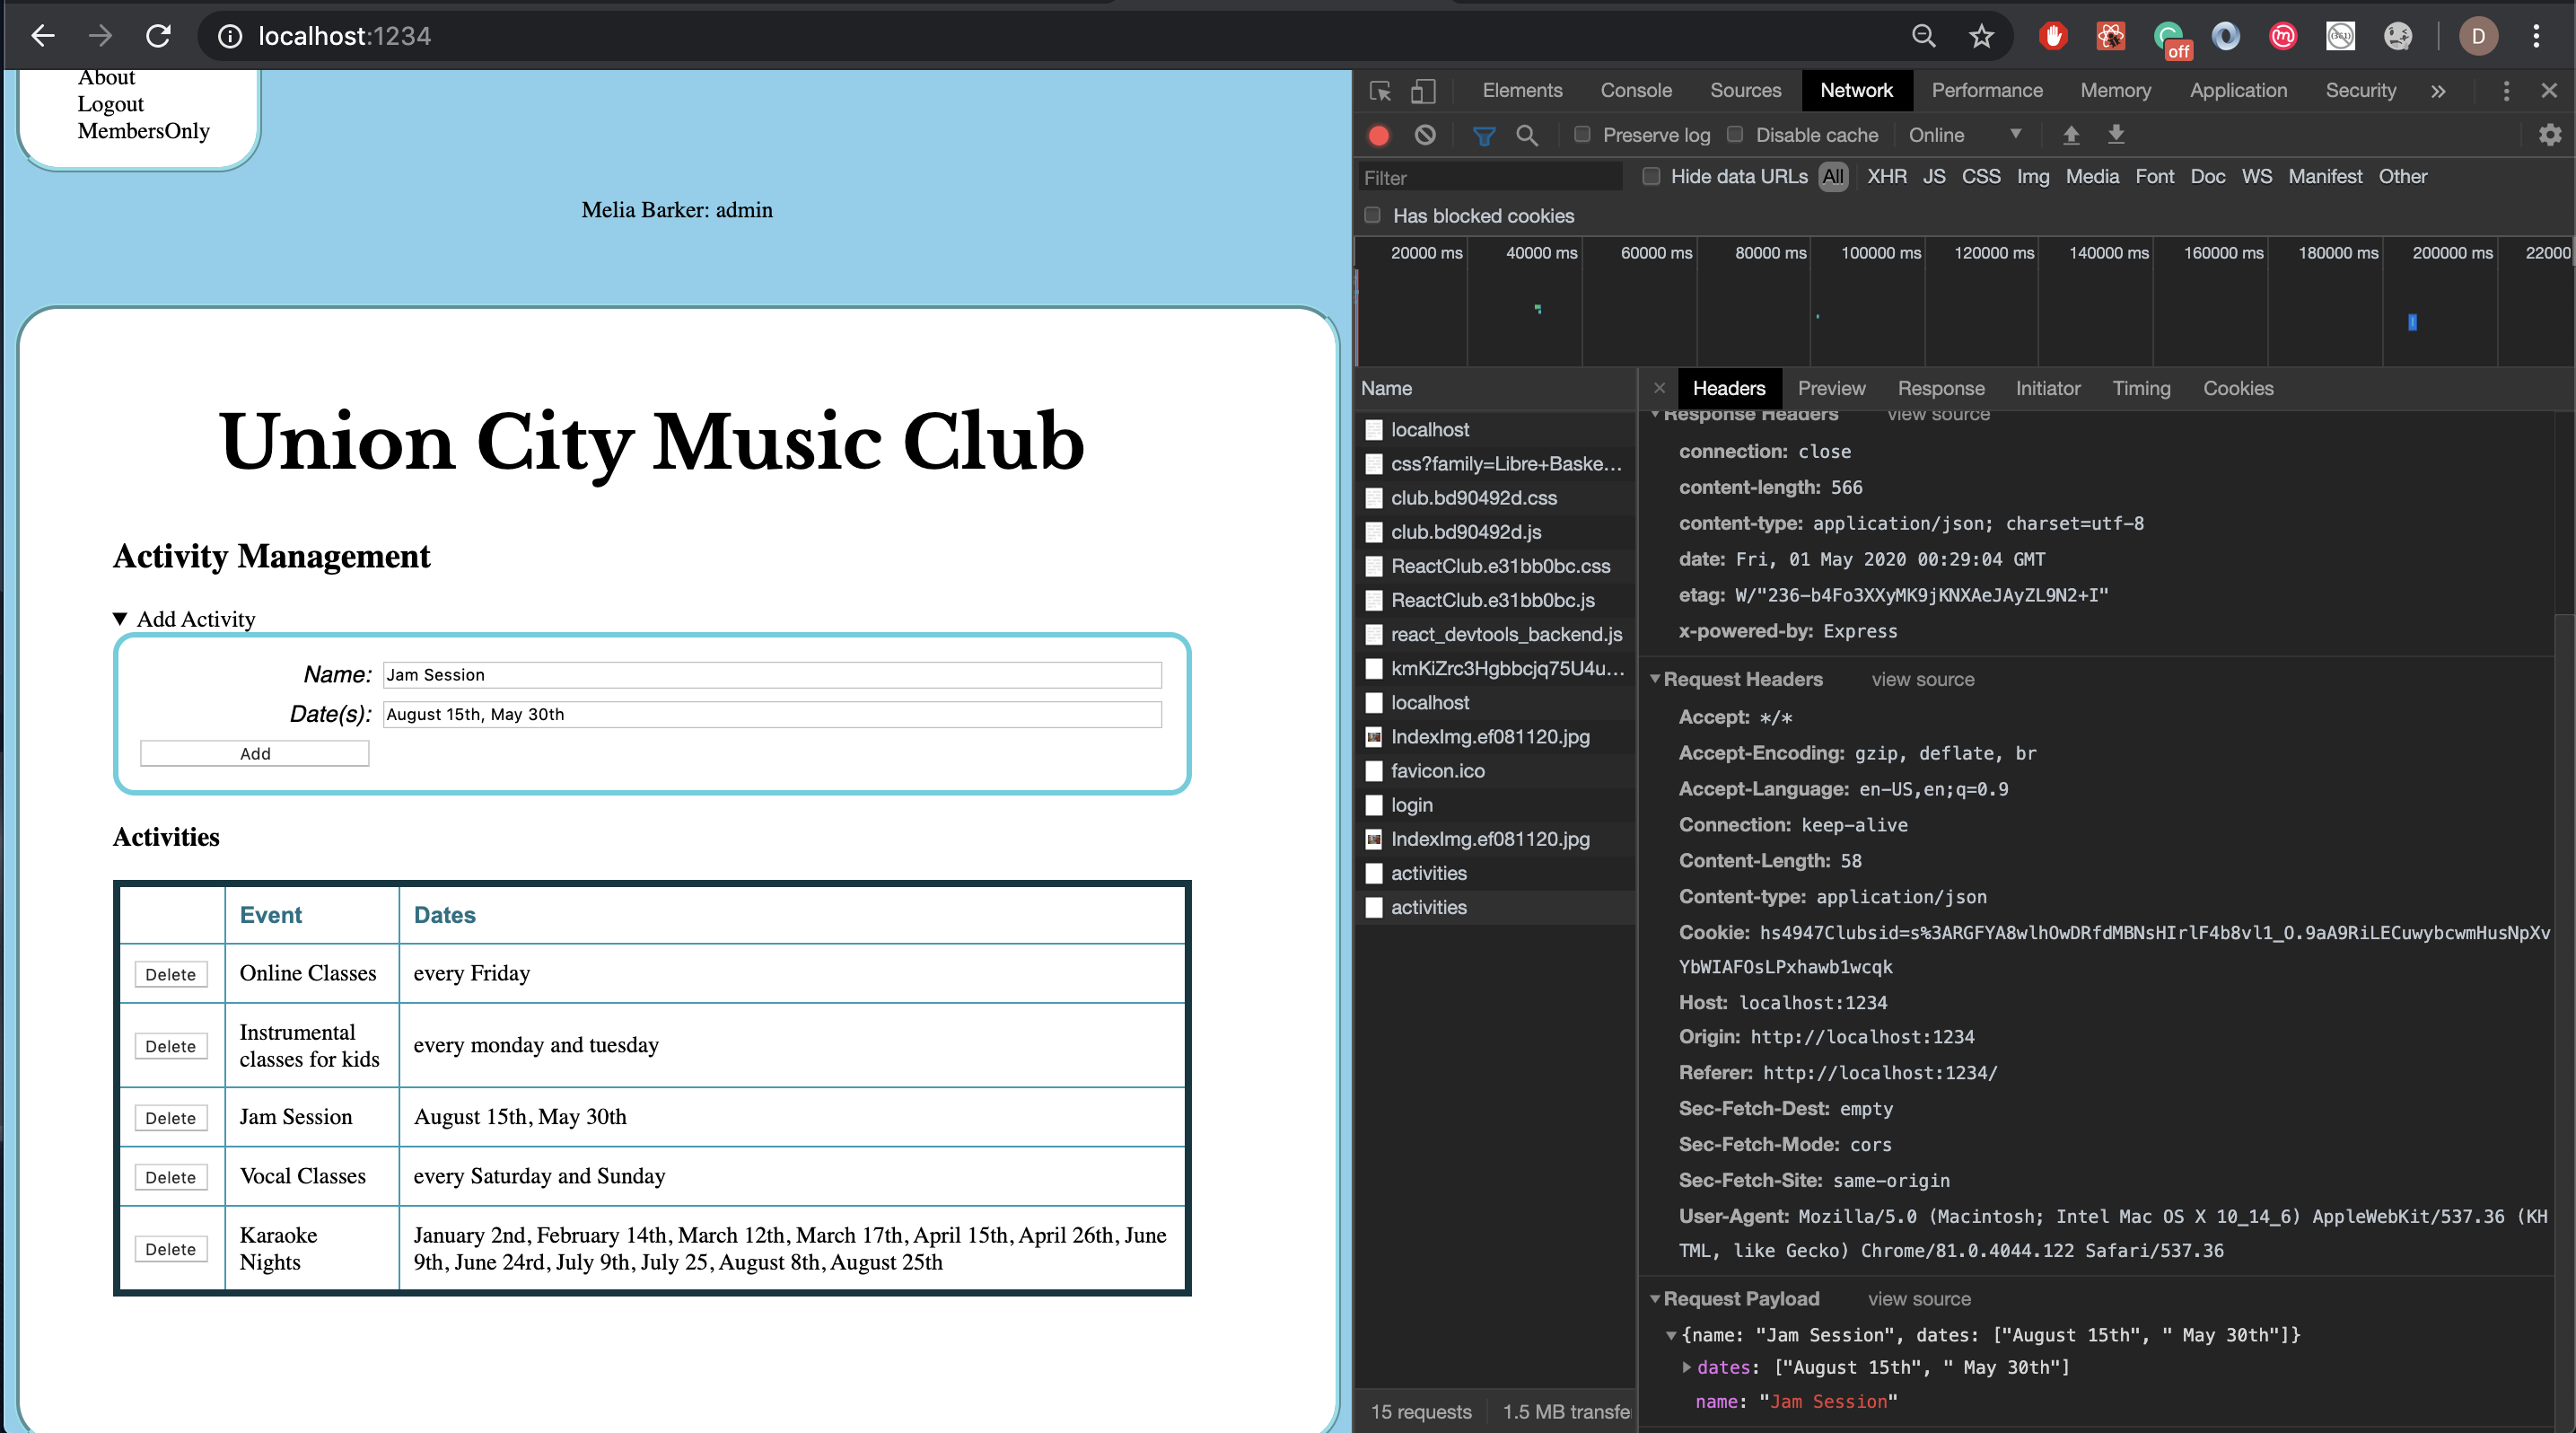 localhost:1234
off
D
About
Logout
MembersOnly
Melia Barker: admin
Union City Music Club
Activity Management
▼ Add Activity
Name: Jam Session
Date(s): August 15th, May 30th
Add
Activities
Event Dates
Delete Online Classes every Friday
Delete Instrumental classes for kids every monday and tuesday
Delete Jam Session August 15th, May 30th
Delete Vocal Classes every Saturday and Sunday
Delete Karaoke Nights January 2nd, February 14th, March 12th, March 17th, April 15th, April 26th, June
9th, June 24rd, July 9th, July 25, August 8th, August 25th
Elements Console Sources Network Performance Memory Application Security »
Preserve log Disable cache Online
Filter Hide data URLs All XHR JS CSS Img Media Font Doc WS Manifest Other
Has blocked cookies
20000 ms 40000 ms 60000 ms 80000 ms 100000 ms 120000 ms 140000 ms 160000 ms 180000 ms 200000 ms 22000
Name
localhost
css?family=Libre+Baske…
club.bd90492d.css
club.bd90492d.js
ReactClub.e31bb0bc.css
ReactClub.e31bb0bc.js
react_devtools_backend.js
kmKiZrc3Hgbbcjq75U4u…
localhost
IndexImg.ef081120.jpg
favicon.ico
login
IndexImg.ef081120.jpg
activities
activities
15 requests 1.5 MB transfe
Headers Preview Response Initiator Timing Cookies
Response Headers view source
connection: close
content-length: 566
content-type: application/json; charset=utf-8
date: Fri, 01 May 2020 00:29:04 GMT
etag: W/"236-b4Fo3XXyMK9jKNXAeJAyZL9N2+I"
x-powered-by: Express
Request Headers view source
Accept: */*
Accept-Encoding: gzip, deflate, br
Accept-Language: en-US,en;q=0.9
Connection: keep-alive
Content-Length: 58
Content-type: application/json
Cookie: hs4947Clubsid=s%3ARGFYA8wlhOwDRfdMBNsHIrlF4b8vl1_O.9aA9RiLECuwybcwmHusNpXv
YbWIAFOsLPxhawb1wcqk
Host: localhost:1234
Origin: http://localhost:1234
Referer: http://localhost:1234/
Sec-Fetch-Dest: empty
Sec-Fetch-Mode: cors
Sec-Fetch-Site: same-origin
User-Agent: Mozilla/5.0 (Macintosh; Intel Mac OS X 10_14_6) AppleWebKit/537.36 (KH
TML, like Gecko) Chrome/81.0.4044.122 Safari/537.36
Request Payload view source
{name: "Jam Session", dates: ["August 15th", " May 30th"]}
dates: ["August 15th", " May 30th"]
name: "Jam Session"